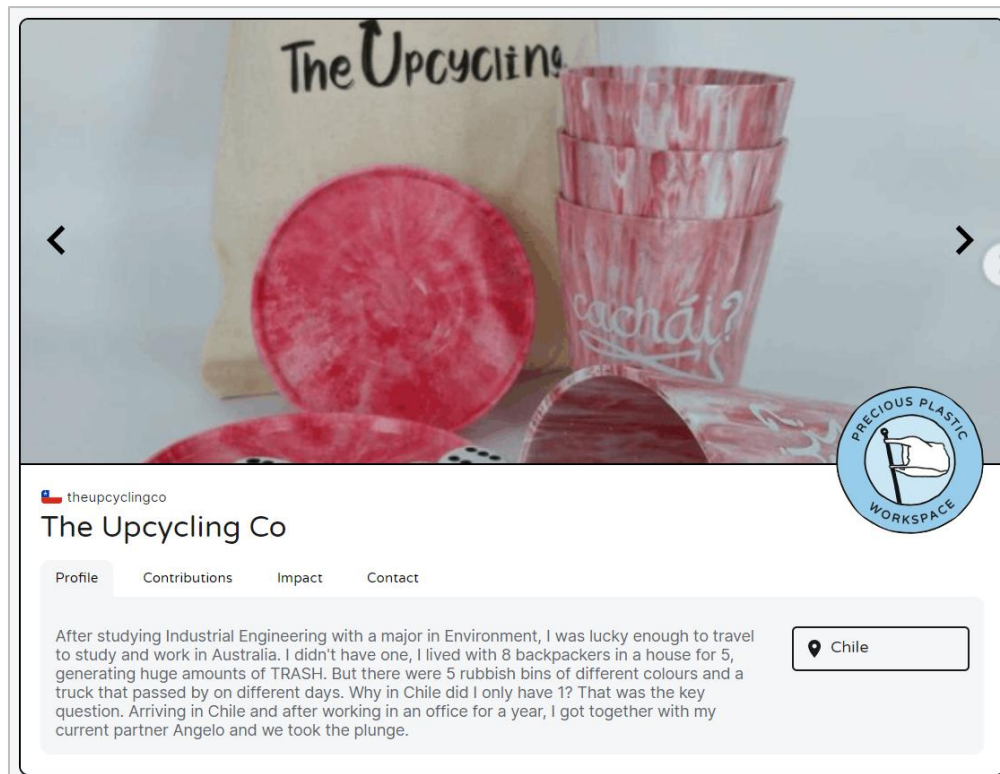 The Upcycling
cachái?
PRECIOUS PLASTIC
WORKSPACE
theupcyclingco
The Upcycling Co
Profile
Contributions
Impact
Contact
After studying Industrial Engineering with a major in Environment, I was lucky enough to travel
to study and work in Australia. I didn't have one, I lived with 8 backpackers in a house for 5,
generating huge amounts of TRASH. But there were 5 rubbish bins of different colours and a
truck that passed by on different days. Why in Chile did I only have 1? That was the key
question. Arriving in Chile and after working in an office for a year, I got together with my
current partner Angelo and we took the plunge.
Chile